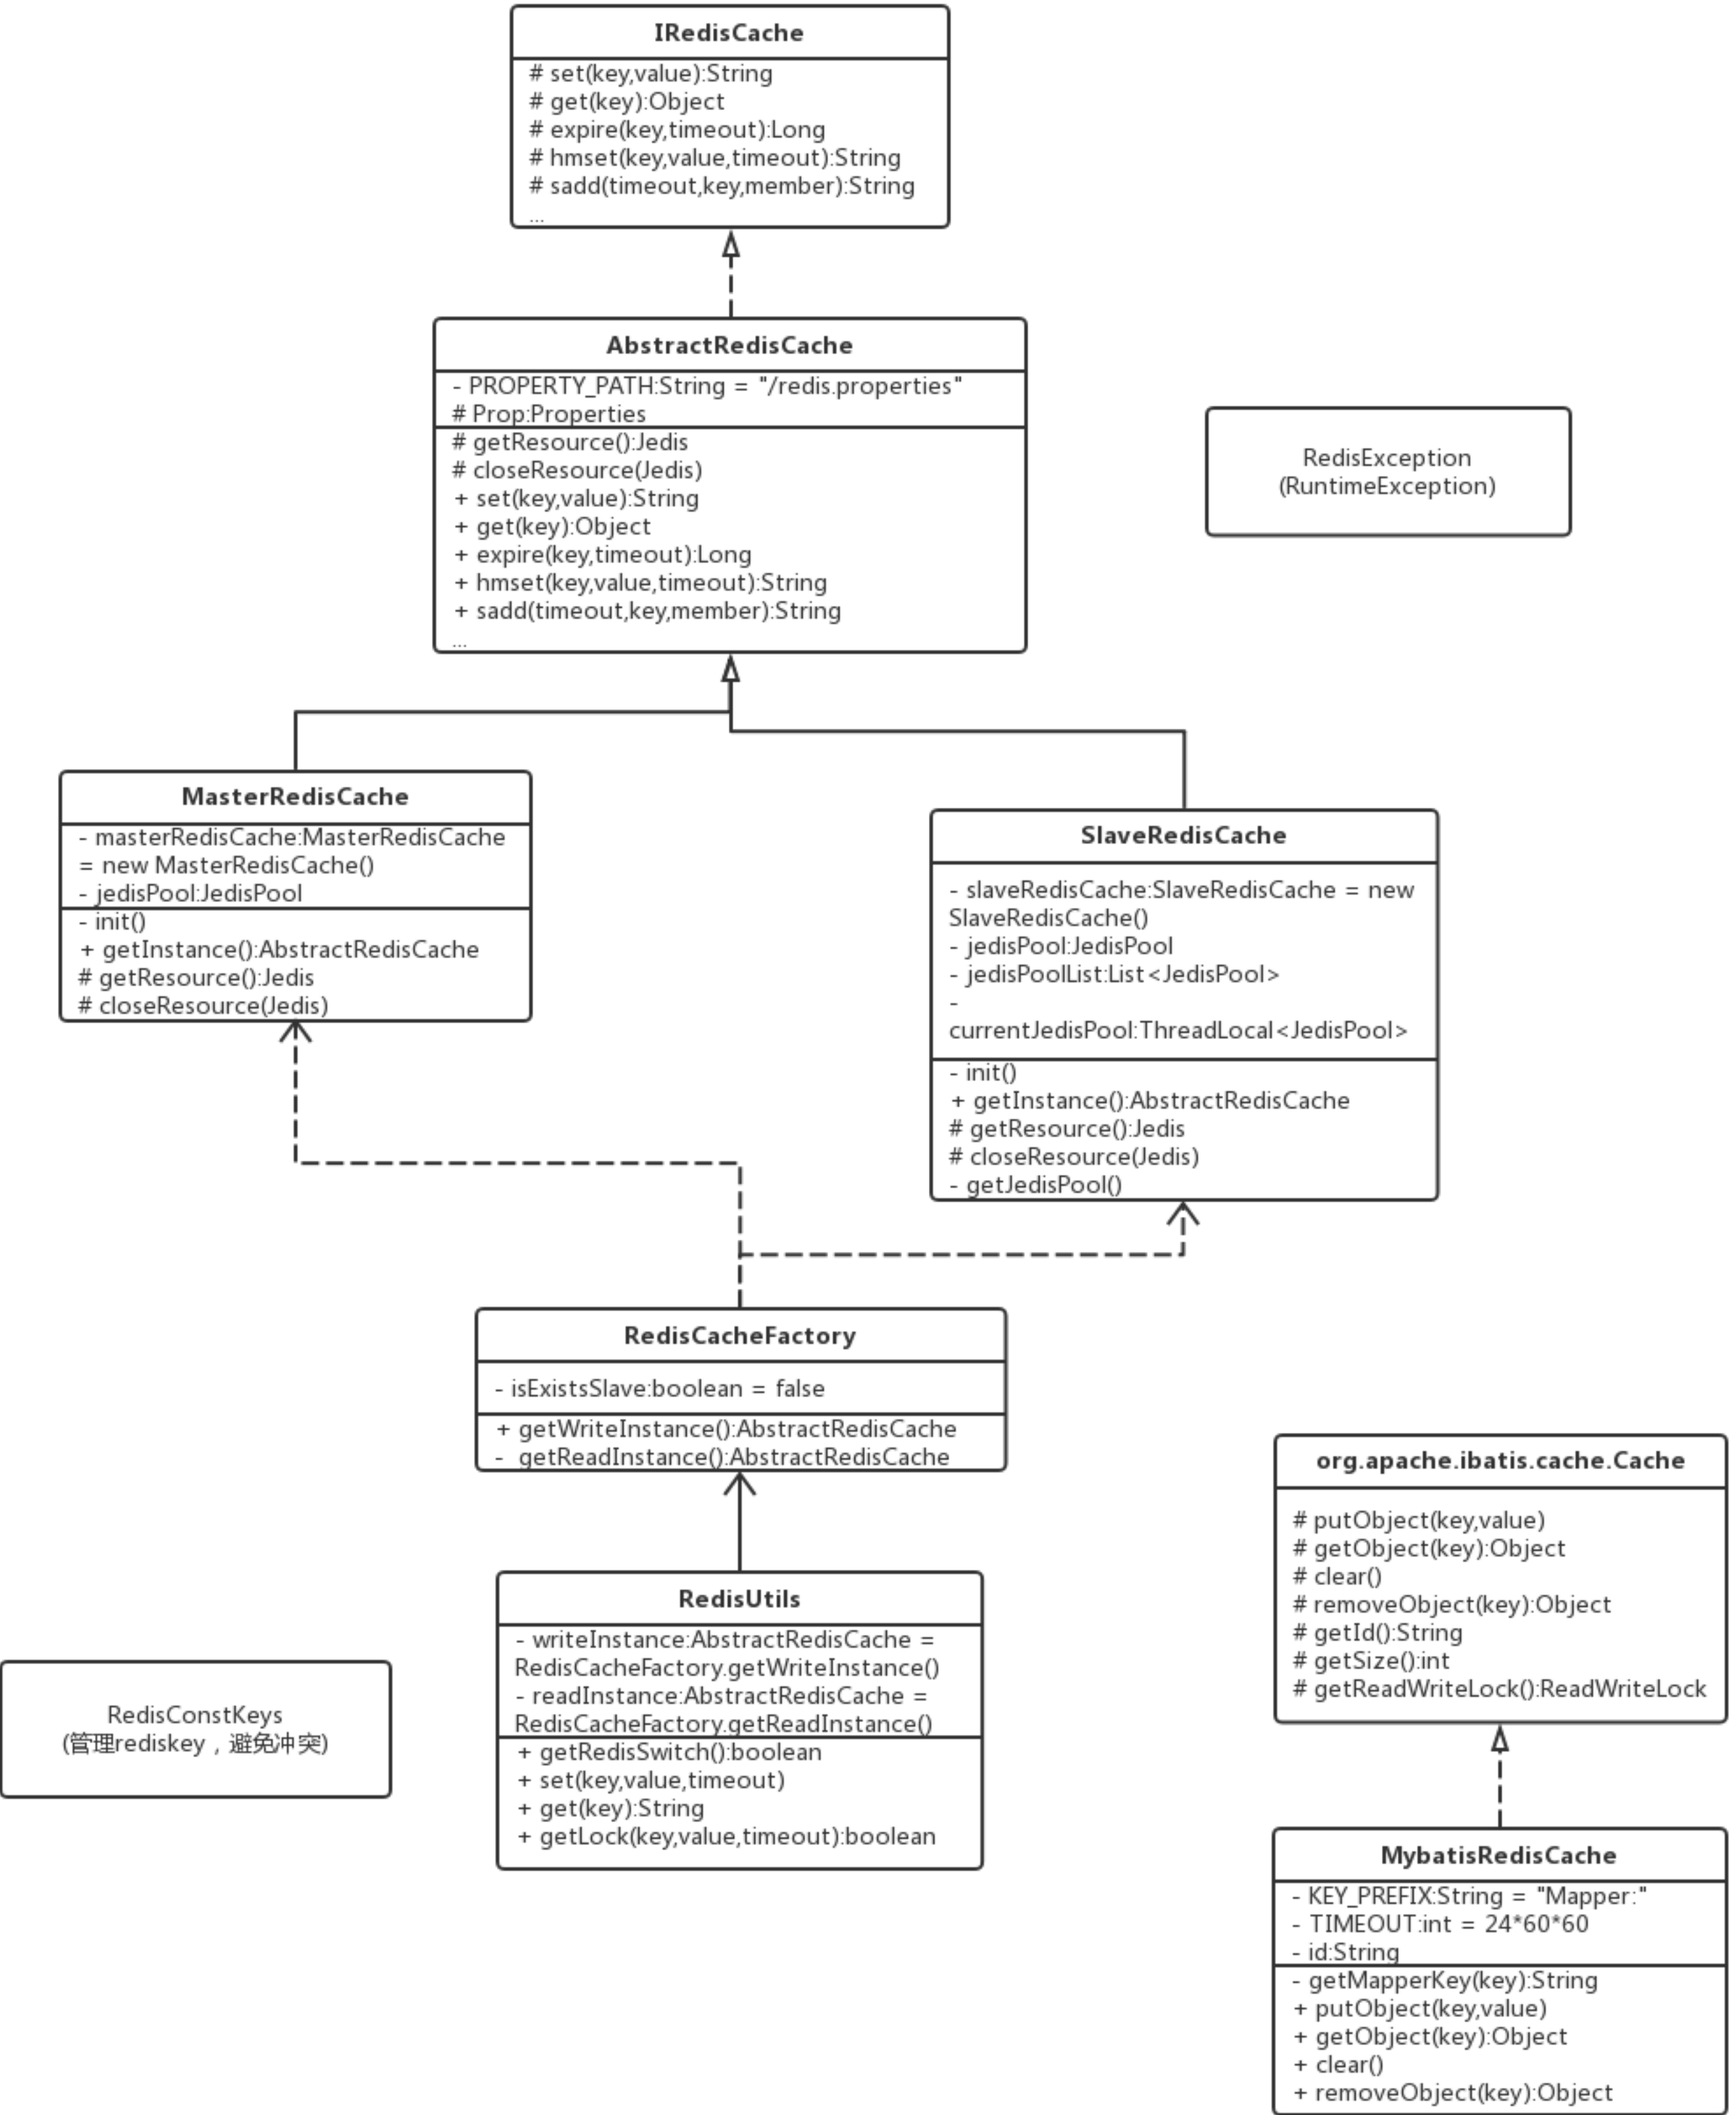 IRedisCache
# set(key,value):String
# get(key):Object
# expire(key,timeout):Long
# hmset(key,value,timeout):String
# sadd(timeout,key,member):String
...
AbstractRedisCache
- PROPERTY_PATH:String = "/redis.properties"
# Prop:Properties
# getResource():Jedis
# closeResource(Jedis)
+ set(key,value):String
+ get(key):Object
+ expire(key,timeout):Long
+ hmset(key,value,timeout):String
+ sadd(timeout,key,member):String
...
RedisException
(RuntimeException)
MasterRedisCache
- masterRedisCache:MasterRedisCache
= new MasterRedisCache()
- jedisPool:JedisPool
- init()
+ getInstance():AbstractRedisCache
# getResource():Jedis
# closeResource(Jedis)
SlaveRedisCache
- slaveRedisCache:SlaveRedisCache = new
SlaveRedisCache()
- jedisPool:JedisPool
- jedisPoolList:List<JedisPool>
-
currentJedisPool:ThreadLocal<JedisPool>
- init()
+ getInstance():AbstractRedisCache
# getResource():Jedis
# closeResource(Jedis)
- getJedisPool()
RedisCacheFactory
- isExistsSlave:boolean = false
+ getWriteInstance():AbstractRedisCache
- getReadInstance():AbstractRedisCache
RedisUtils
- writeInstance:AbstractRedisCache =
RedisCacheFactory.getWriteInstance()
- readInstance:AbstractRedisCache =
RedisCacheFactory.getReadInstance()
+ getRedisSwitch():boolean
+ set(key,value,timeout)
+ get(key):String
+ getLock(key,value,timeout):boolean
RedisConstKeys
(管理rediskey，避免冲突)
org.apache.ibatis.cache.Cache
# putObject(key,value)
# getObject(key):Object
# clear()
# removeObject(key):Object
# getId():String
# getSize():int
# getReadWriteLock():ReadWriteLock
MybatisRedisCache
- KEY_PREFIX:String = "Mapper:"
- TIMEOUT:int = 24*60*60
- id:String
- getMapperKey(key):String
+ putObject(key,value)
+ getObject(key):Object
+ clear()
+ removeObject(key):Object